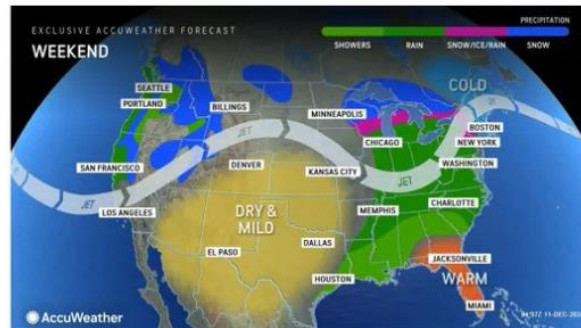 EXCLUSIVE ACCUWEATHER FORECAST
WEEKEND
PRECIPITATION
SHOWERS RAIN SNOW/ICE/RAIN SNOW
COLD
SEATTLE
PORTLAND
BILLINGS
MINNEAPOLIS
BOSTON
NEW YORK
JET
CHICAGO
SAN FRANCISCO
DENVER
KANSAS CITY
WASHINGTON
JET
JET
LOS ANGELES
DRY & MILD
MEMPHIS
CHARLOTTE
EL PASO
DALLAS
JACKSONVILLE
HOUSTON
WARM
MIAMI
AccuWeather